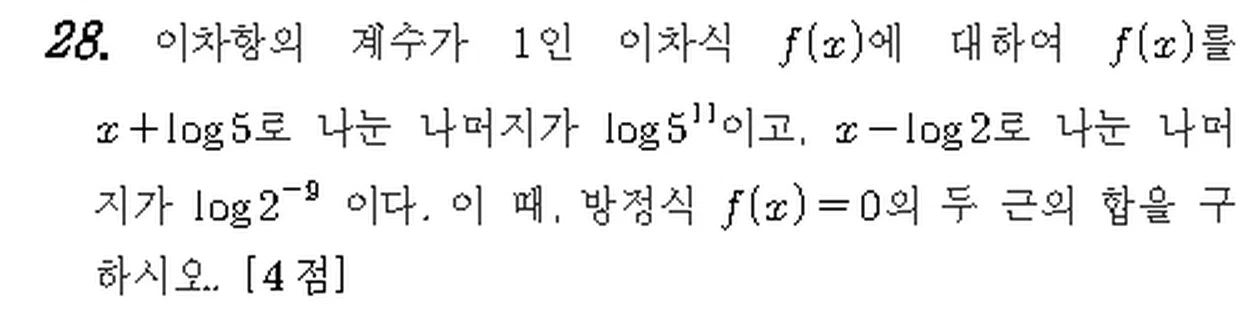 28. 이차항의 계수가 1인 이차식 f(x)에 대하여 f(x)를
x+log5로 나눈 나머지가 log5¹¹이고, x−log2로 나눈 나머
지가 log2⁻⁹ 이다. 이 때, 방정식 f(x)=0의 두 근의 합을 구
하시오. [4점]